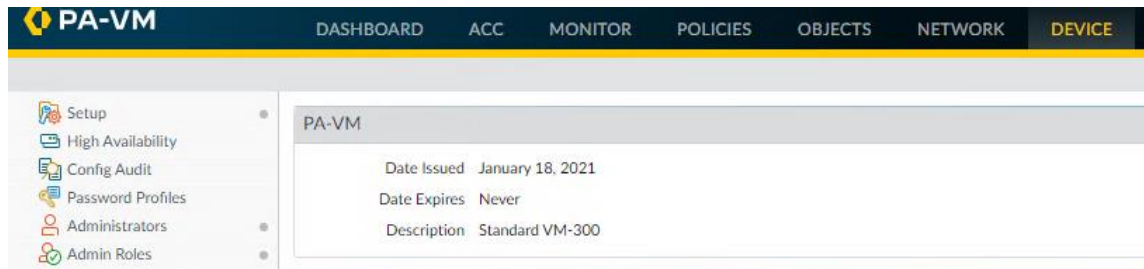 PA-VM
DASHBOARD ACC MONITOR POLICIES OBJECTS NETWORK DEVICE
Setup
High Availability
Config Audit
Password Profiles
Administrators
Admin Roles
PA-VM
Date Issued January 18, 2021
Date Expires Never
Description Standard VM-300